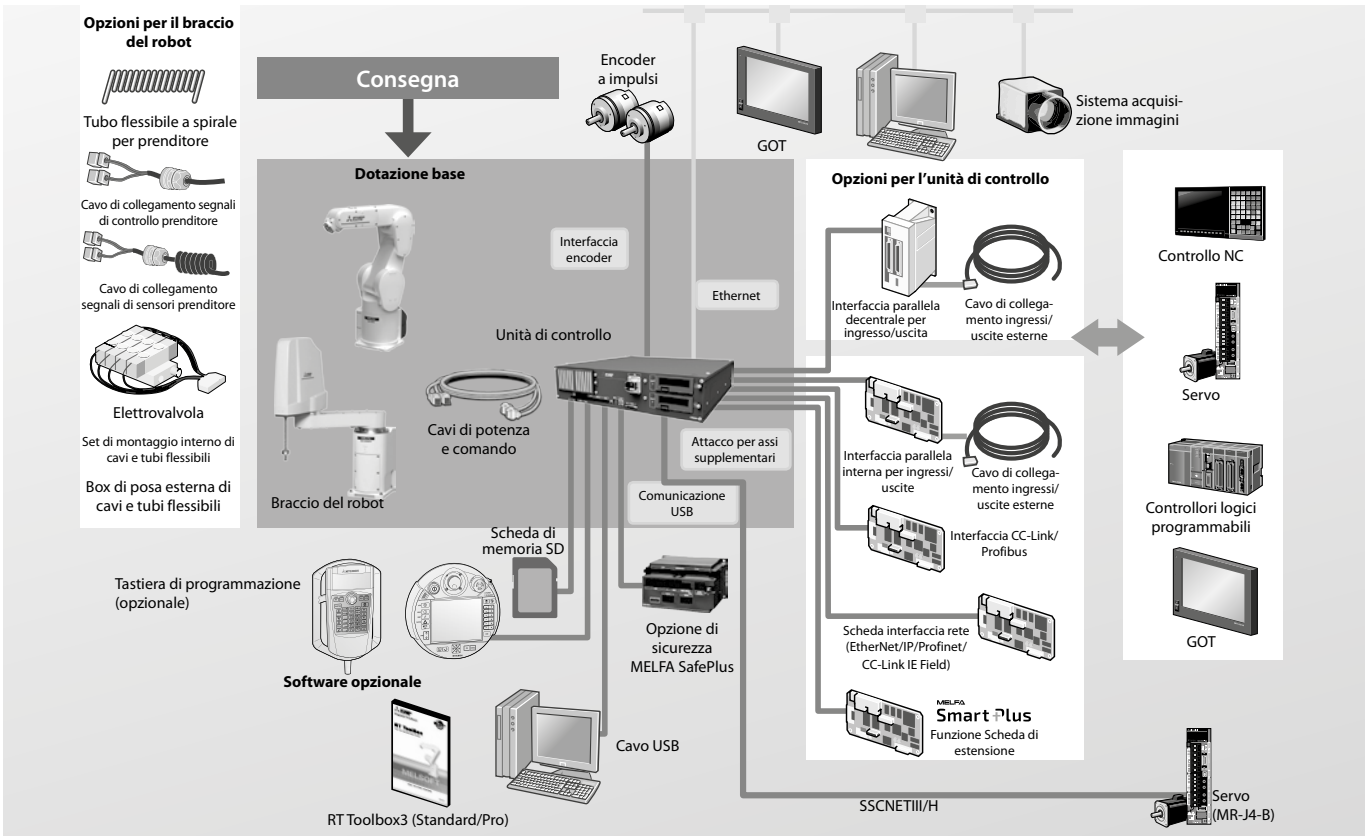 Opzioni per il braccio
del robot
Tubo flessibile a spirale
per prenditore
Cavo di collegamento segnali
di controllo prenditore
Cavo di collegamento
segnali di sensori prenditore
Elettrovalvola
Set di montaggio interno di
cavi e tubi flessibili
Box di posa esterna di
cavi e tubi flessibili
Consegna
Dotazione base
Braccio del robot
Cavi di potenza
e comando
Unità di controllo
Encoder
a impulsi
Interfaccia
encoder
Ethernet
Attacco per assi
supplementari
Comunicazione
USB
GOT
Sistema acquisi-
zione immagini
Opzioni per l'unità di controllo
Interfaccia parallela
decentrale per
ingresso/uscita
Cavo di collega-
mento ingressi/
uscite esterne
Interfaccia parallela
interna per ingressi/
uscite
Cavo di collega-
mento ingressi/
uscite esterne
Interfaccia CC-Link/
Profibus
Scheda interfaccia rete
(EtherNet/IP/Profinet/
CC-Link IE Field)
MELFA
Smart Plus
Funzione Scheda di
estensione
Controllo NC
Servo
Controllori logici
programmabili
GOT
Tastiera di programmazione
(opzionale)
Scheda di
memoria SD
Opzione di
sicurezza
MELFA SafePlus
Software opzionale
RT ToolBox
MELSOFT
RT Toolbox3 (Standard/Pro)
Cavo USB
SSCNETIII/H
Servo
(MR-J4-B)